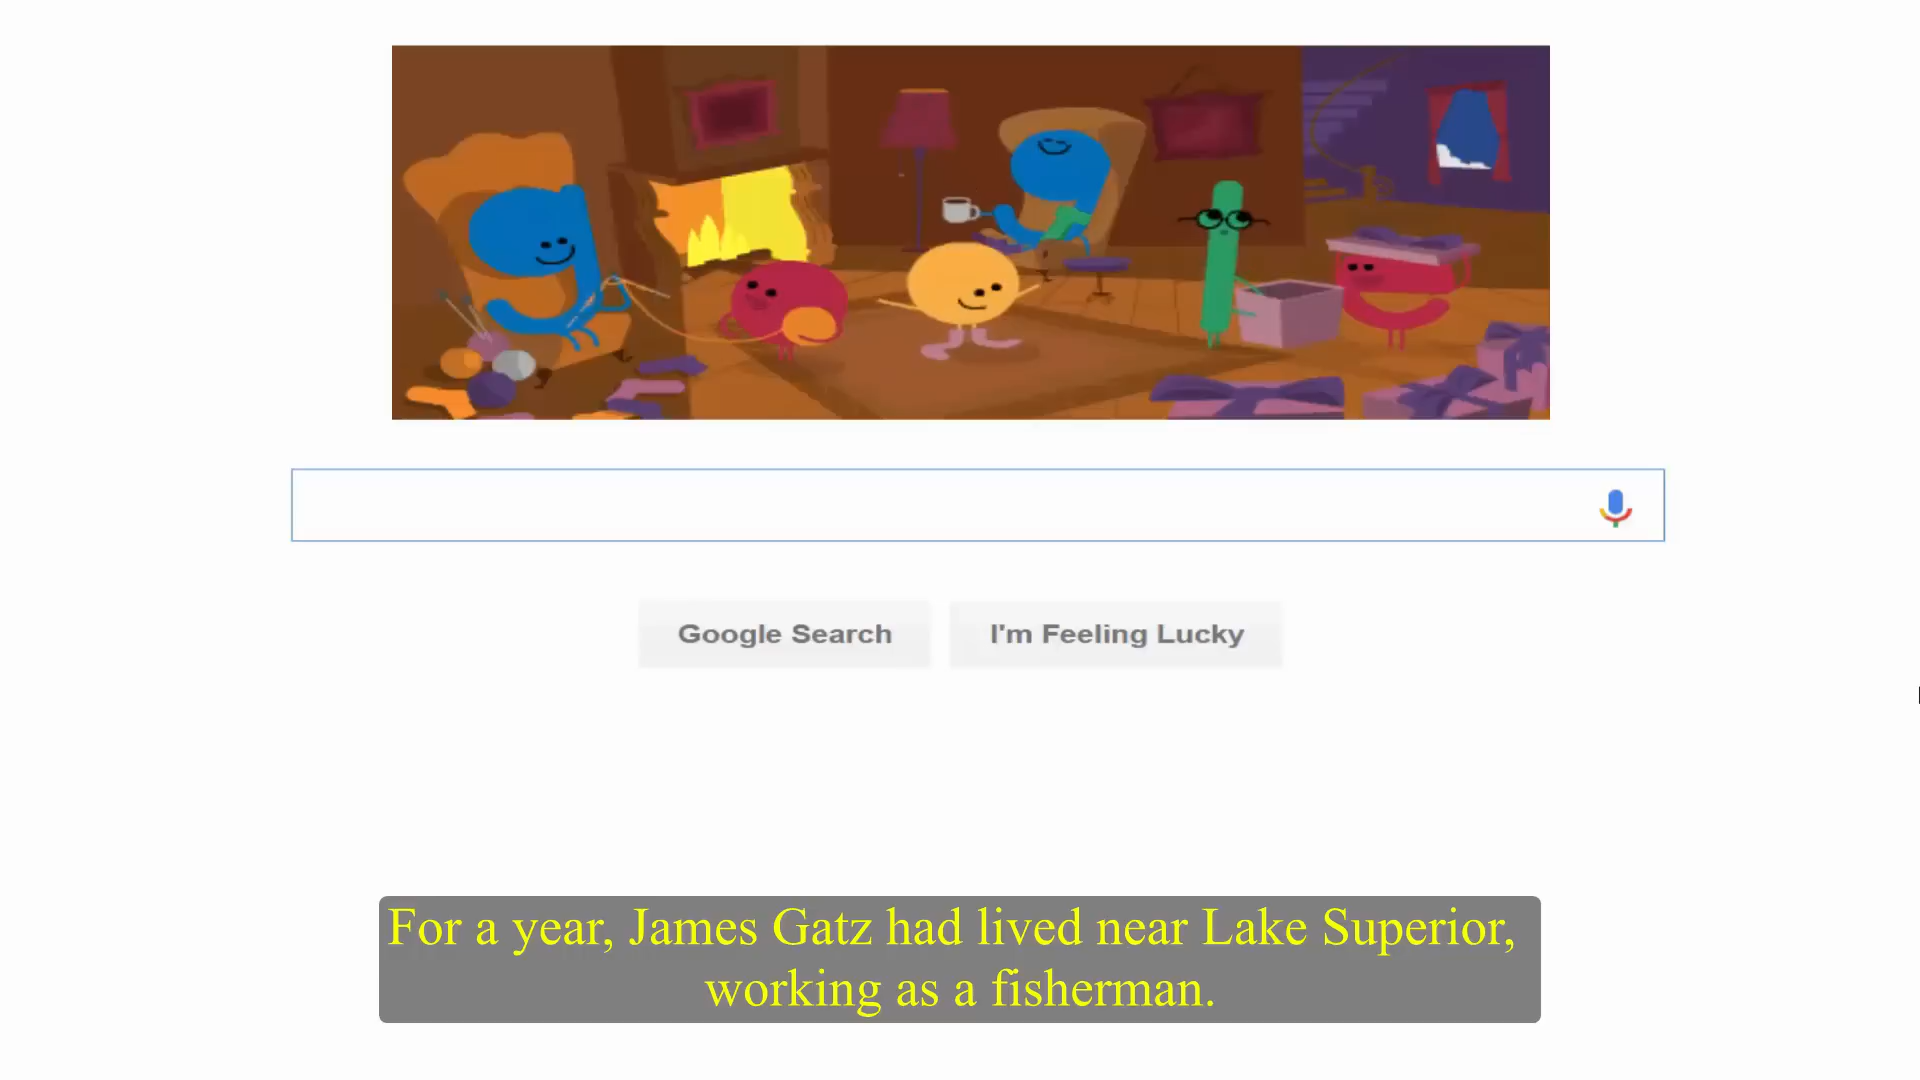 Google Search
I'm Feeling Lucky
For a year, James Gatz had lived near Lake Superior,
working as a fisherman.